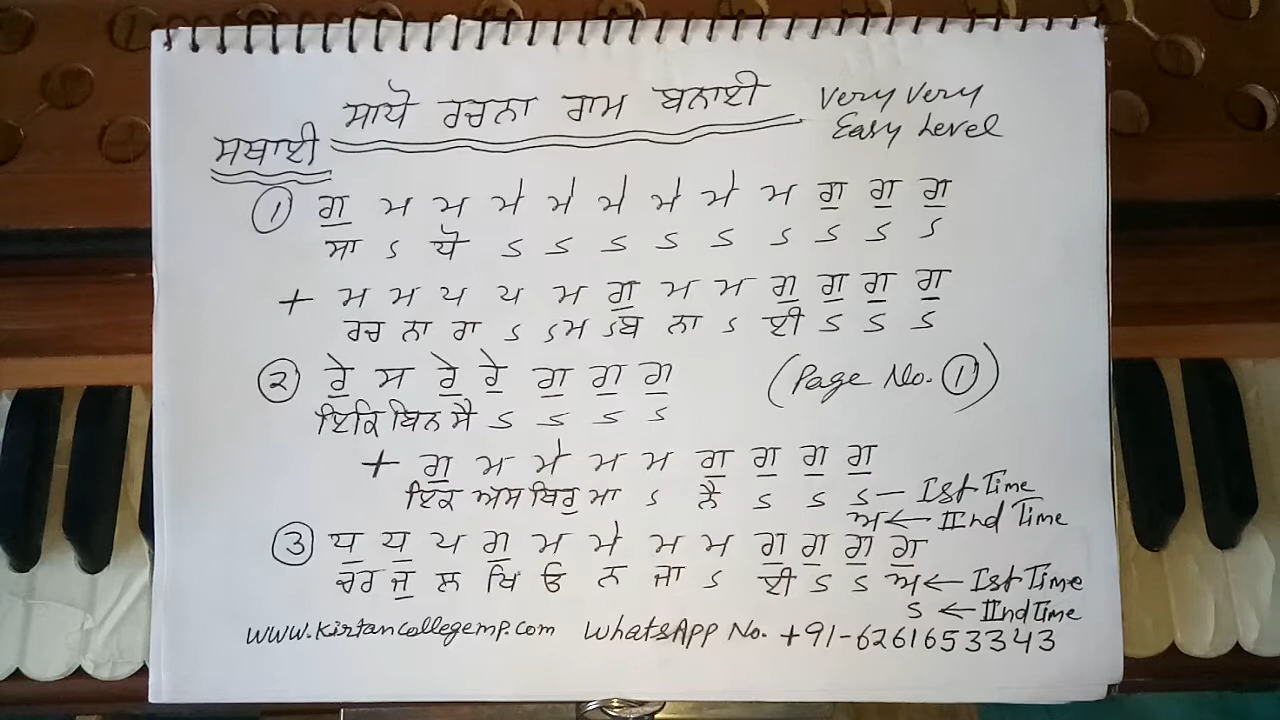 ਸਾਧੋ ਰਚਨਾ ਰਾਮ ਬਨਾਈ Very Very Easy Level
ਸਥਾਈ
① ਗ॒ ਮ ਮ ਮ੍ਹੇ ਮੇ ਮੇ ਮੇ ਮੇ ਮ ਗ॒ ਗ॒ ਗ॒
ਸਾ ऽ ਧੋ ऽ ऽ ऽ ऽ ऽ ऽ ऽ ऽ ऽ
+ ਮ ਮ ਪ ਪ ਮ ਗ॒ ਮ ਮ ਗ॒ ਗ॒ ਗ॒ ਗ॒
ਰਚ ਨਾ ਰਾ ऽ ऽਮ ऽਬ ਨਾ ऽ ਈ ऽ ऽ ऽ
② ਰੇ॒ ਸ ਰੇ॒ ਰੇ॒ ਗ॒ ਗ॒ ਗ॒ (Page No. ①)
ਇਕਿ ਬਿਨ ਸੈ ऽ ऽ ऽ ऽ
+ ਗ॒ ਮ ਮੇ ਮ ਮ ਗ॒ ਗ॒ ਗ॒ ਗ॒
ਇਕ ਅਸ ਥਿਰੁ ਮਾ ऽ ਨੈ ऽ ऽ ऽ — Ist Time
ਅ ← IInd Time
③ ਧ॒ ਧ॒ ਪ ਗ॒ ਮ ਮੇ ਮ ਮ ਗ॒ ਗ॒ ਗ॒ ਗ॒
ਚਰ ਜੁ ਲ ਖਿ ਓ ਨ ਜਾ ऽ ਈ ऽ ऽ ਅ ← Ist Time
ऽ ← IInd Time
www.kirtancollegemp.com WhatsApp No. +91-6261653343